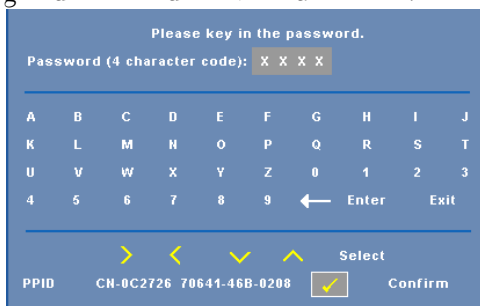 Please key in the password.
Password (4 character code): X X X X
A B C D E F G H I J
K L M N O P Q R S T
U V W X Y Z 0 1 2 3
4 5 6 7 8 9 Enter Exit
Select
PPID CN-0C2726 70641-46B-0208 Confirm